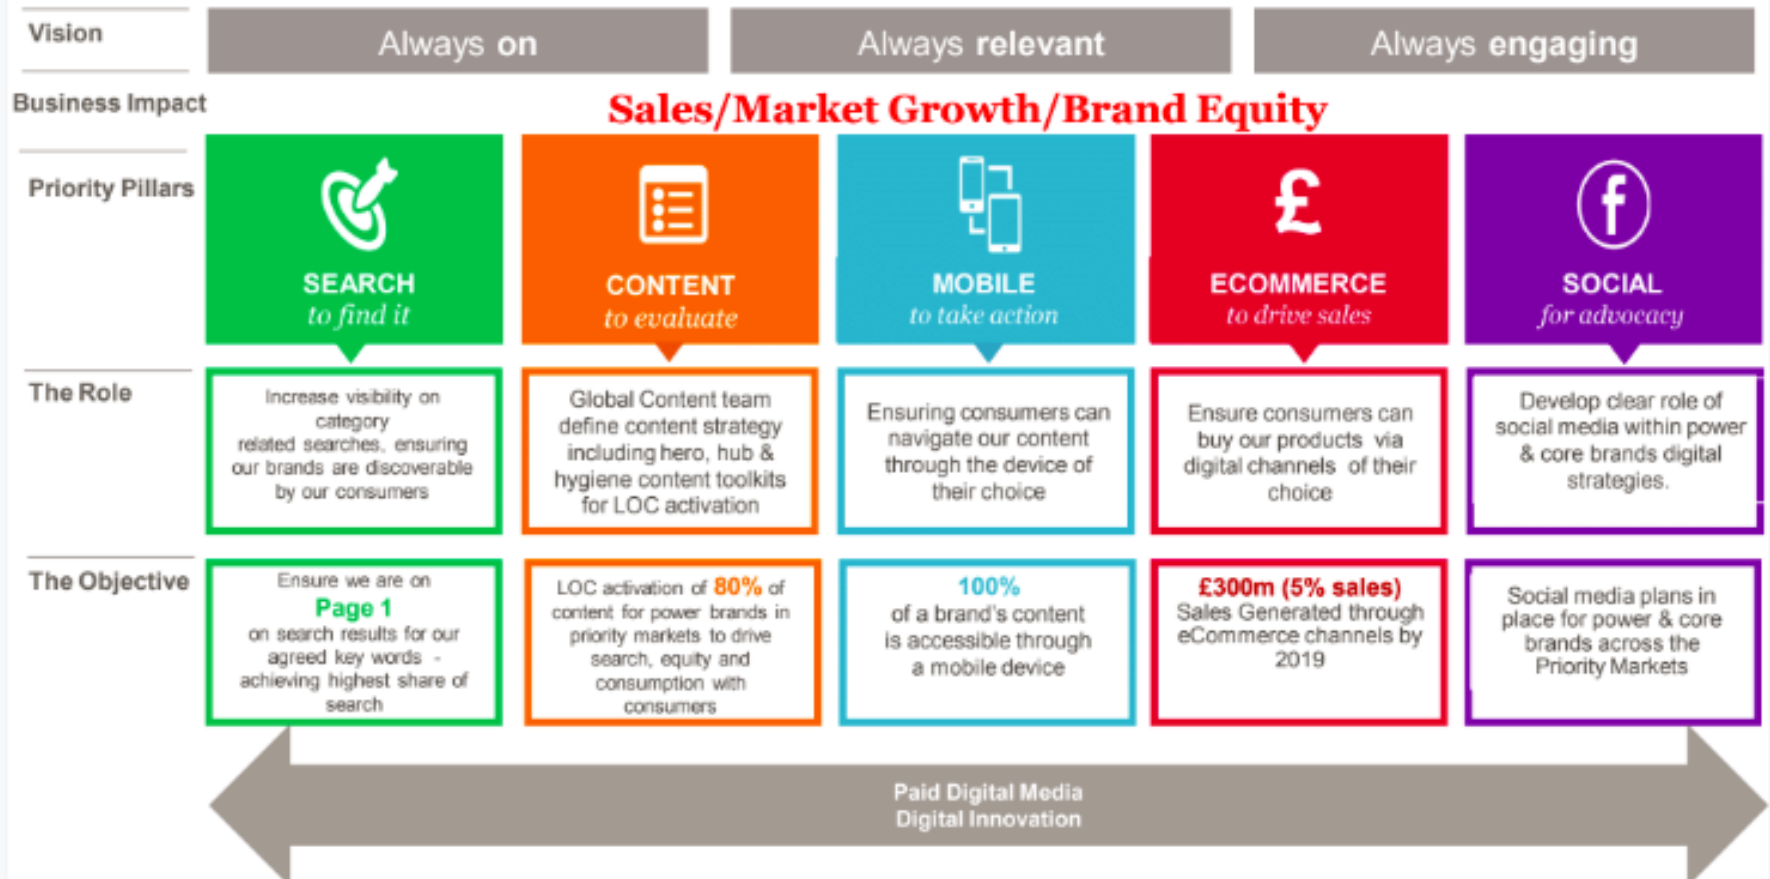 Vision
Always on
Always relevant
Always engaging
Business Impact
Sales/Market Growth/Brand Equity
Priority Pillars
SEARCH
to find it
CONTENT
to evaluate
MOBILE
to take action
£
ECOMMERCE
to drive sales
f
SOCIAL
for advocacy
The Role
Increase visibility on
category
related searches, ensuring
our brands are discoverable
by our consumers
Global Content team
define content strategy
including hero, hub &
hygiene content toolkits
for LOC activation
Ensuring consumers can
navigate our content
through the device of
their choice
Ensure consumers can
buy our products via
digital channels of their
choice
Develop clear role of
social media within power
& core brands digital
strategies.
The Objective
Ensure we are on
Page 1
on search results for our
agreed key words -
achieving highest share of
search
LOC activation of 80% of
content for power brands in
priority markets to drive
search, equity and
consumption with
consumers
100%
of a brand's content
is accessible through
a mobile device
£300m (5% sales)
Sales Generated through
eCommerce channels by
2019
Social media plans in
place for power & core
brands across the
Priority Markets
Paid Digital Media
Digital Innovation